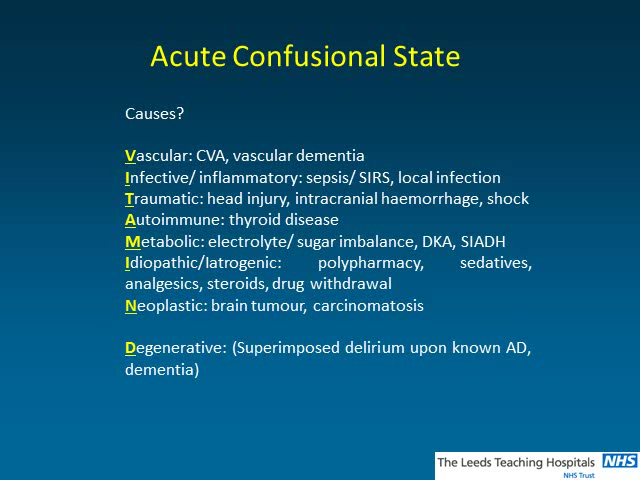 Acute Confusional State
Causes?
Vascular: CVA, vascular dementia
Infective/ inflammatory: sepsis/ SIRS, local infection
Traumatic: head injury, intracranial haemorrhage, shock
Autoimmune: thyroid disease
Metabolic: electrolyte/ sugar imbalance, DKA, SIADH
Idiopathic/Iatrogenic: polypharmacy, sedatives,
analgesics, steroids, drug withdrawal
Neoplastic: brain tumour, carcinomatosis
Degenerative: (Superimposed delirium upon known AD,
dementia)
The Leeds Teaching Hospitals NHS
NHS Trust